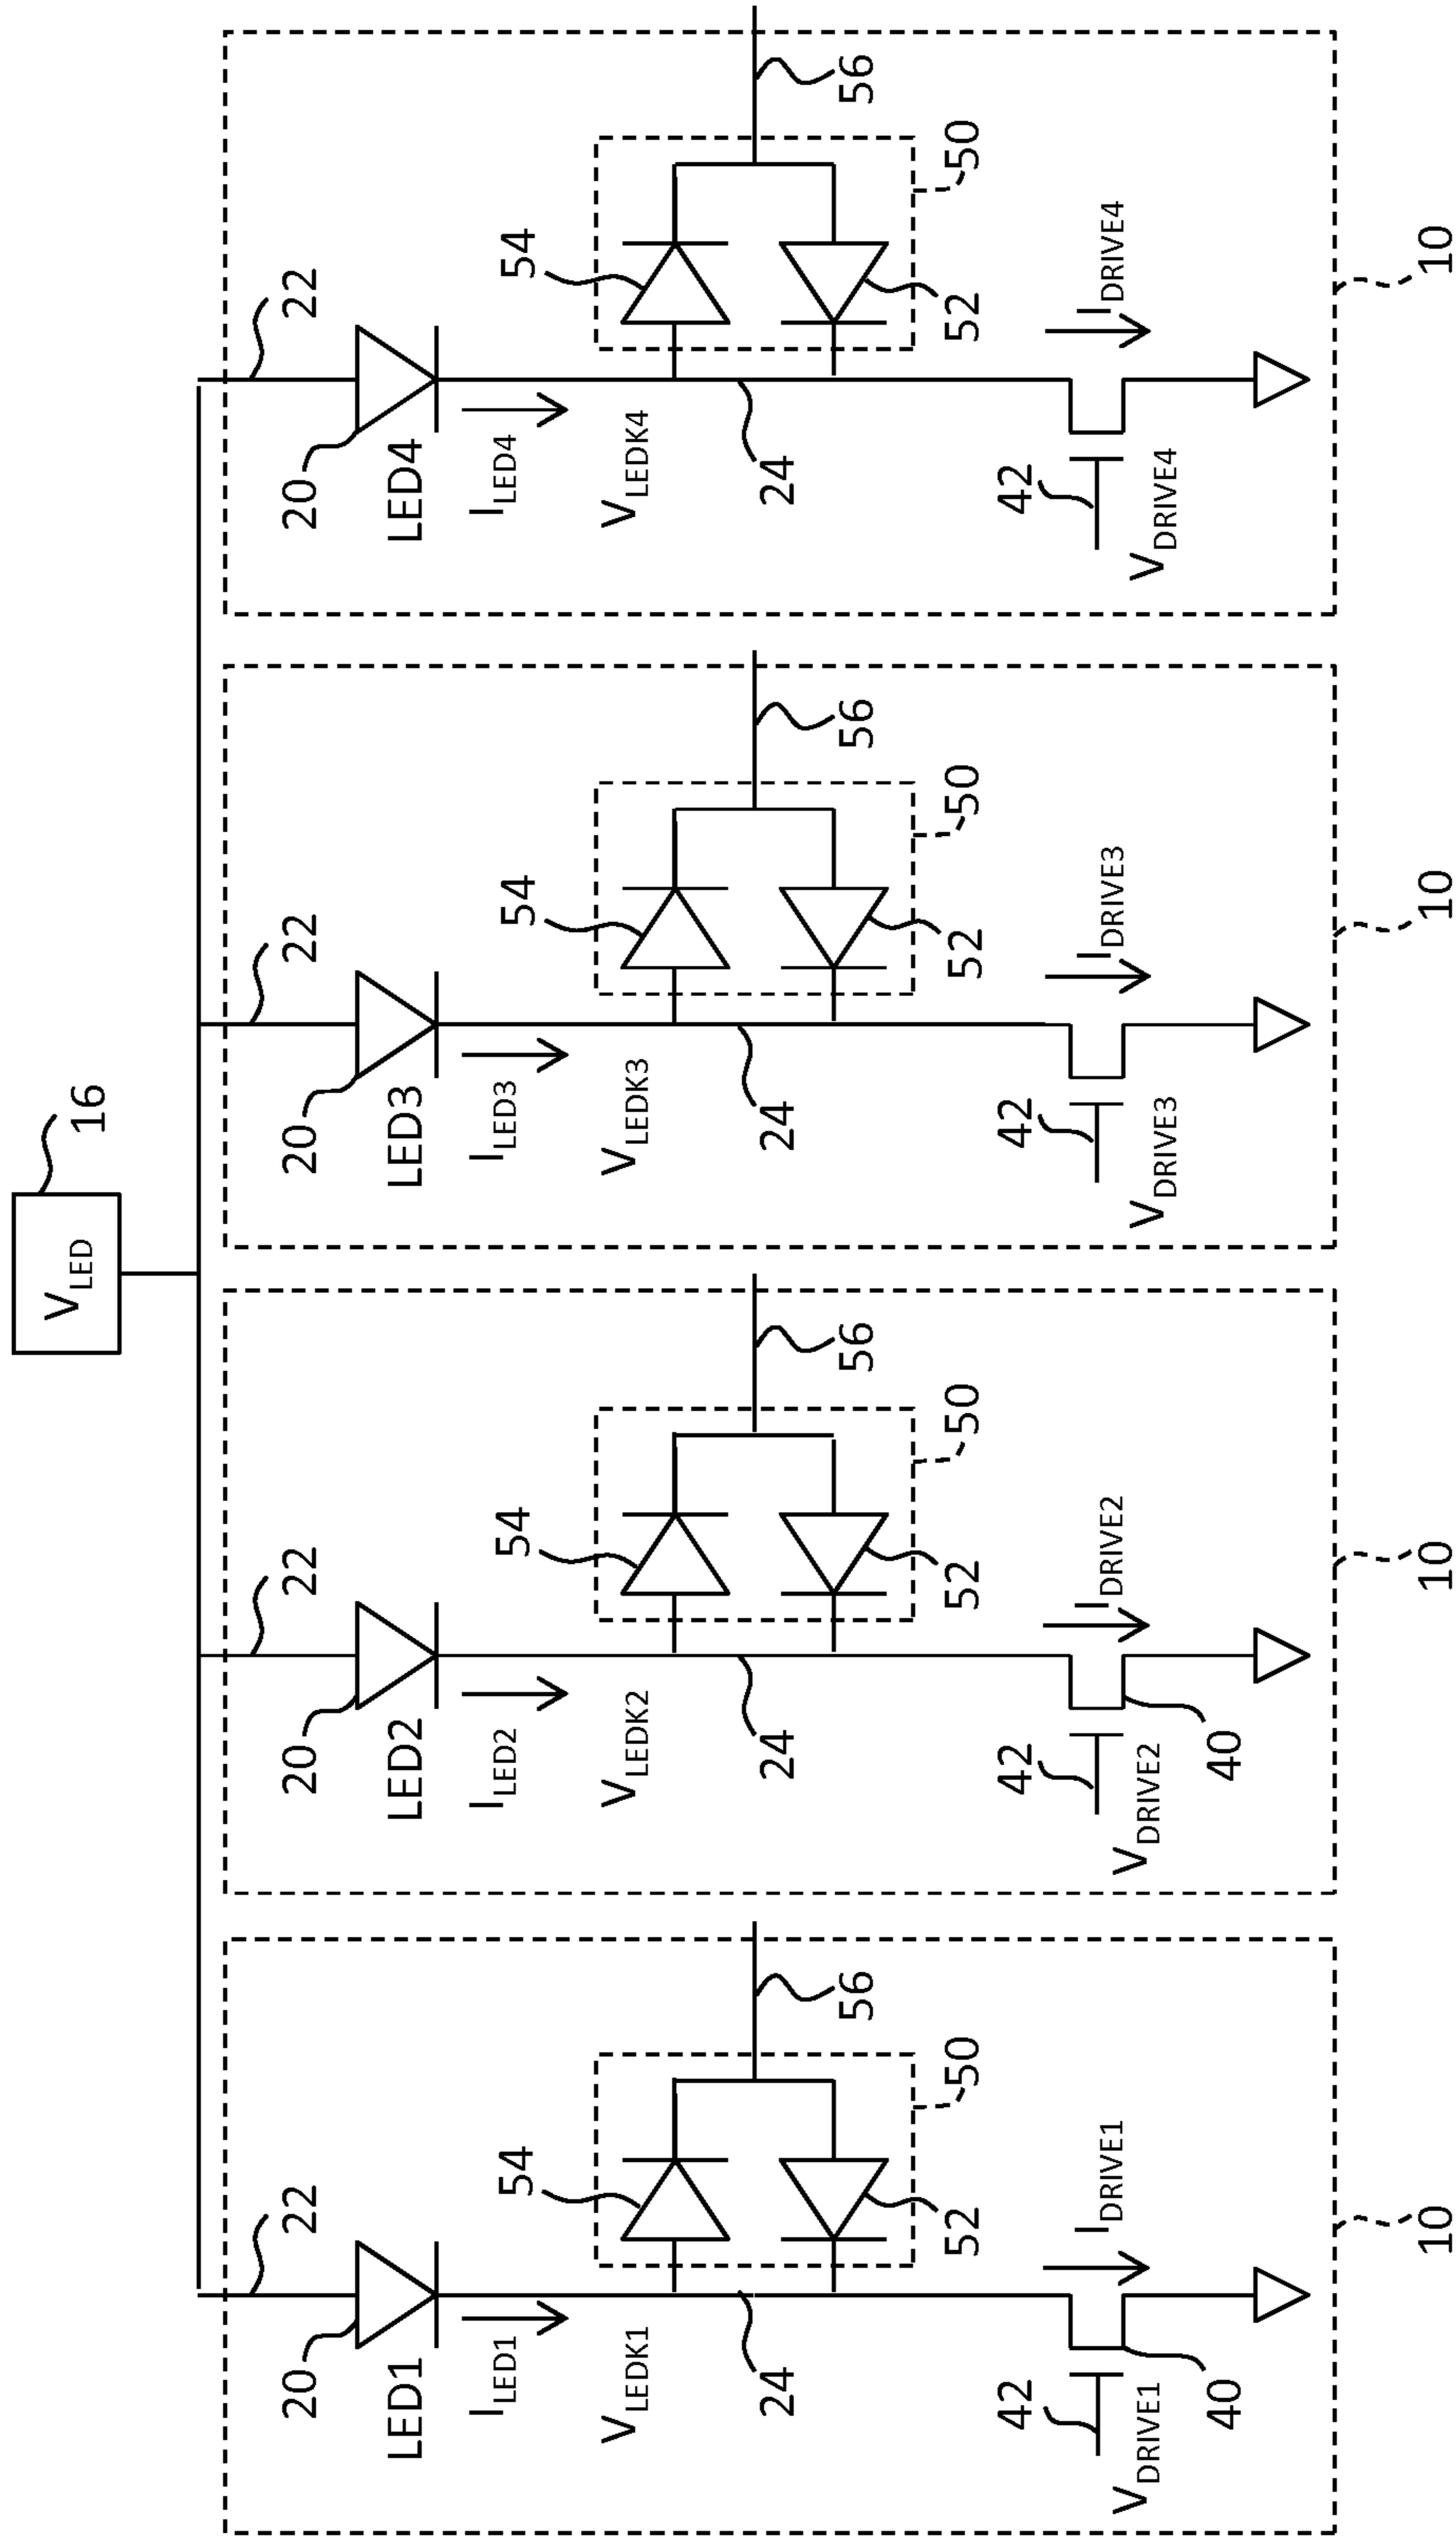 16
V_LED
22
20
LED1
I_LED1
V_LEDK1
24
54
52
50
56
42
V_DRIVE1
40
I_DRIVE1
10
22
20
LED2
I_LED2
V_LEDK2
24
54
52
50
56
42
V_DRIVE2
40
I_DRIVE2
10
22
20
LED3
I_LED3
V_LEDK3
24
54
52
50
56
42
V_DRIVE3
I_DRIVE3
10
22
20
LED4
I_LED4
V_LEDK4
24
54
52
50
56
42
V_DRIVE4
I_DRIVE4
10